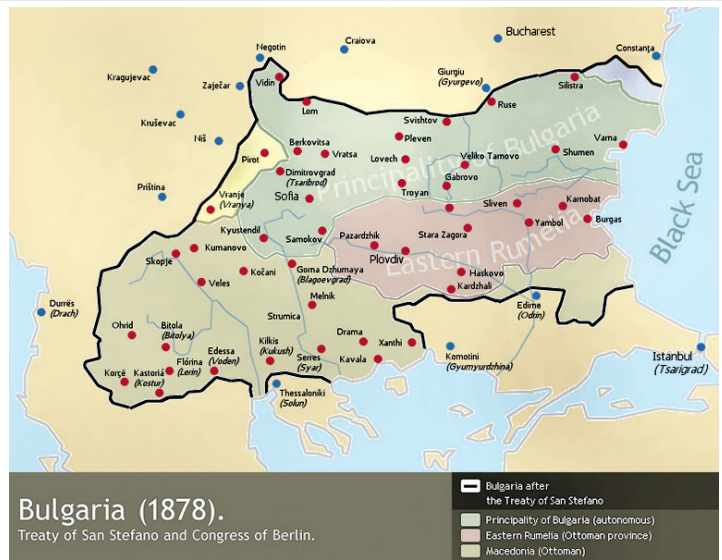 Craiova
Bucharest
Negotin
Constanța
Kragujevac
Zaječar
Vidin
Giurgiu
(Gyurgevo)
Silistra
Lom
Ruse
Kruševac
Svishtov
Niš
Berkovitsa
Pleven
Varna
Pirot
Vratsa
Lovech
Veliko Tarnovo
Shumen
Principality of Bulgaria
Dimitrovgrad
(Tsaribrod)
Gabrovo
Priština
Vranje
(Vranya)
Sofia
Troyan
Sliven
Karnobat
Black Sea
Kyustendil
Pazardzhik
Stara Zagora
Yambol
Burgas
Kumanovo
Samokov
Plovdiv
Eastern Rumelia
Skopje
Kočani
Gorna Dzhumaya
(Blagoevgrad)
Haskovo
Veles
Kardzhali
Melnik
Durrës
(Drach)
Strumica
Edirne
(Odrin)
Ohrid
Bitola
(Bitolya)
Kilkis
(Kukush)
Drama
Xanthi
Edessa
(Voden)
Serres
(Syar)
Kavala
Komotini
(Gyumyurdzhina)
Istanbul
(Tsarigrad)
Korçë
Kastoriá
(Kostur)
Flórina
(Lerin)
Thessaloniki
(Solun)
Bulgaria (1878).
Treaty of San Stefano and Congress of Berlin.
Bulgaria after
the Treaty of San Stefano
Principality of Bulgaria (autonomous)
Eastern Rumelia (Ottoman province)
Macedonia (Ottoman)